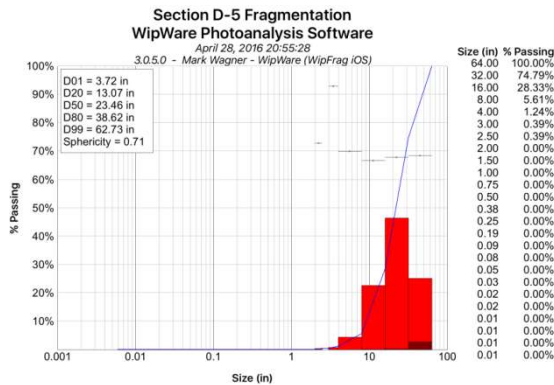 Section D-5 Fragmentation
WipWare Photoanalysis Software
April 28, 2016 20:55:28
3.0.5.0 - Mark Wagner - WipWare (WipFrag iOS)
D01 = 3.72 in
D20 = 13.07 in
D50 = 23.46 in
D80 = 38.62 in
D99 = 62.73 in
Sphericity = 0.71
% Passing
100%
90%
80%
70%
60%
50%
40%
30%
20%
10%
0.001 0.01 0.1 1 10 100
Size (in)
Size (in) % Passing
64.00 100.00%
32.00 74.79%
16.00 28.33%
8.00 5.61%
4.00 1.24%
3.00 0.39%
2.50 0.39%
2.00 0.00%
1.50 0.00%
1.00 0.00%
0.75 0.00%
0.50 0.00%
0.38 0.00%
0.25 0.00%
0.19 0.00%
0.09 0.00%
0.08 0.00%
0.05 0.00%
0.03 0.00%
0.02 0.00%
0.02 0.00%
0.01 0.00%
0.01 0.00%
0.01 0.00%
0.01 0.00%